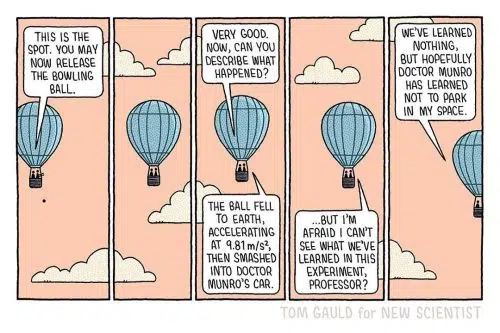 THIS IS THE
SPOT. YOU MAY
NOW RELEASE
THE BOWLING
BALL.
VERY GOOD.
NOW, CAN YOU
DESCRIBE WHAT
HAPPENED?
THE BALL FELL
TO EARTH,
ACCELERATING
AT 9.81 m/s²,
THEN SMASHED
INTO DOCTOR
MUNRO'S CAR.
...BUT I'M
AFRAID I CAN'T
SEE WHAT WE'VE
LEARNED IN THIS
EXPERIMENT,
PROFESSOR?
WE'VE LEARNED
NOTHING,
BUT HOPEFULLY
DOCTOR MUNRO
HAS LEARNED
NOT TO PARK
IN MY SPACE.
TOM GAULD for NEW SCIENTIST